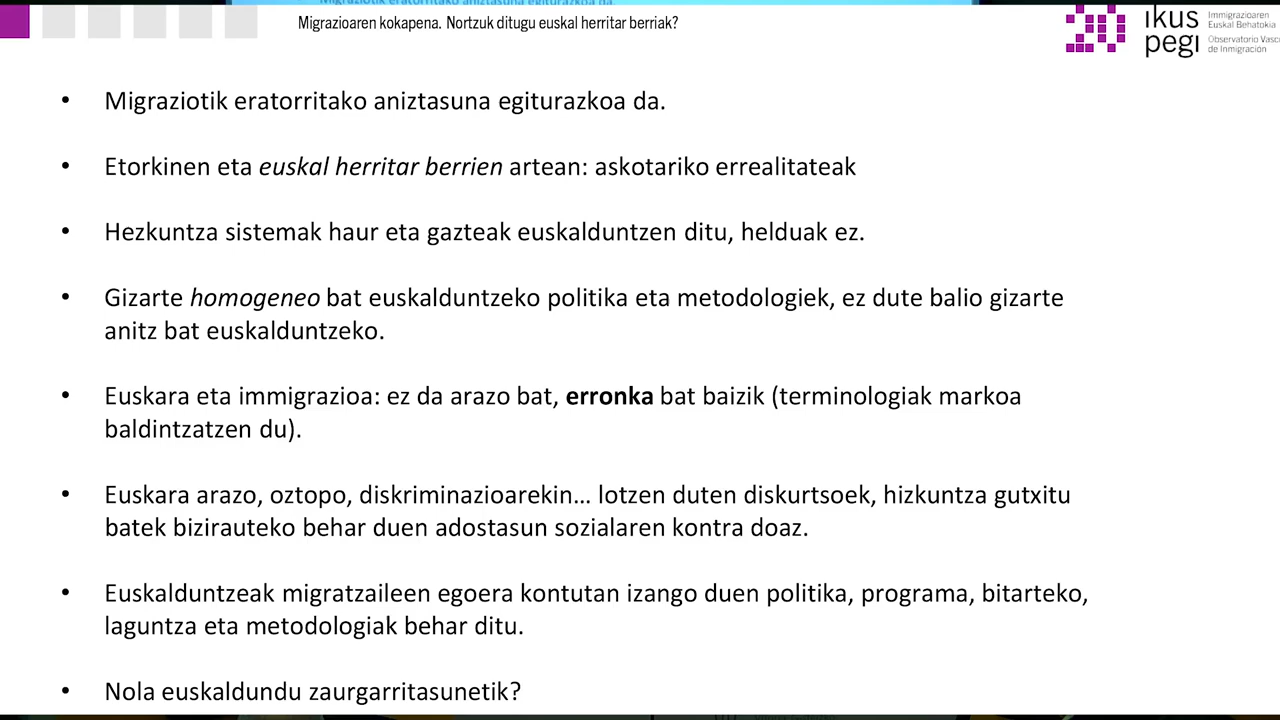 Migrazioaren kokapena. Nortzuk ditugu euskal herritar berriak?
ikus
pegi
Immigrazioaren
Euskal Behatokia
Observatorio Vasco
de Inmigración
• Migraziotik eratorritako aniztasuna egiturazkoa da.
• Etorkinen eta euskal herritar berrien artean: askotariko errealitateak
• Hezkuntza sistemak haur eta gazteak euskalduntzen ditu, helduak ez.
• Gizarte homogeneo bat euskalduntzeko politika eta metodologiek, ez dute balio gizarte
anitz bat euskalduntzeko.
• Euskara eta immigrazioa: ez da arazo bat, erronka bat baizik (terminologiak markoa
baldintzatzen du).
• Euskara arazo, oztopo, diskriminazioarekin... lotzen duten diskurtsoek, hizkuntza gutxitu
batek bizirauteko behar duen adostasun sozialaren kontra doaz.
• Euskalduntzeak migratzaileen egoera kontutan izango duen politika, programa, bitarteko,
laguntza eta metodologiak behar ditu.
• Nola euskaldundu zaurgarritasunetik?